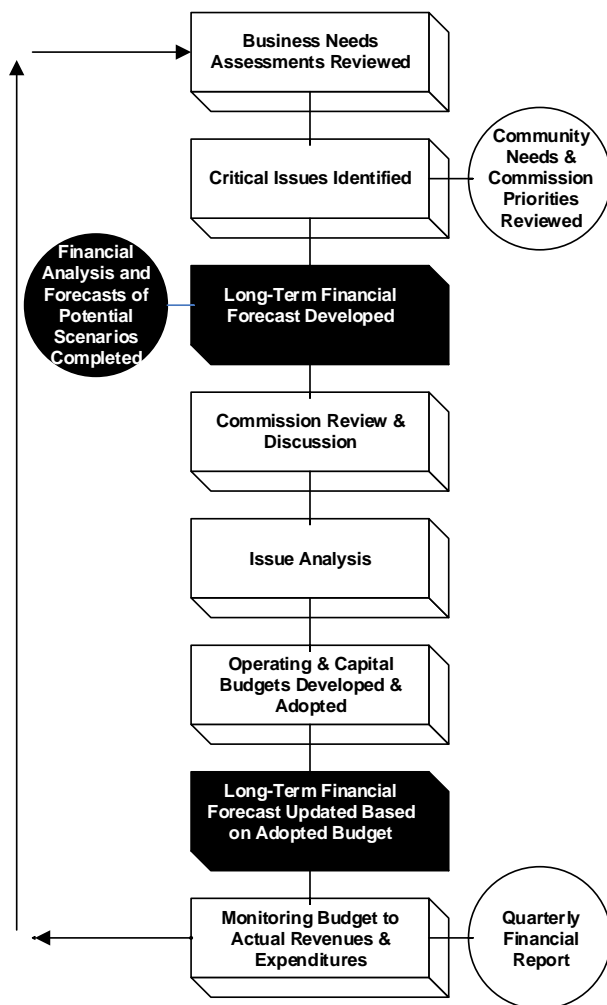 Business Needs
Assessments Reviewed
Critical Issues Identified
Community
Needs &
Commission
Priorities
Reviewed
Financial
Analysis and
Forecasts of
Potential
Scenarios
Completed
Long-Term Financial
Forecast Developed
Commission Review &
Discussion
Issue Analysis
Operating & Capital
Budgets Developed &
Adopted
Long-Term Financial
Forecast Updated Based
on Adopted Budget
Monitoring Budget to
Actual Revenues &
Expenditures
Quarterly
Financial
Report